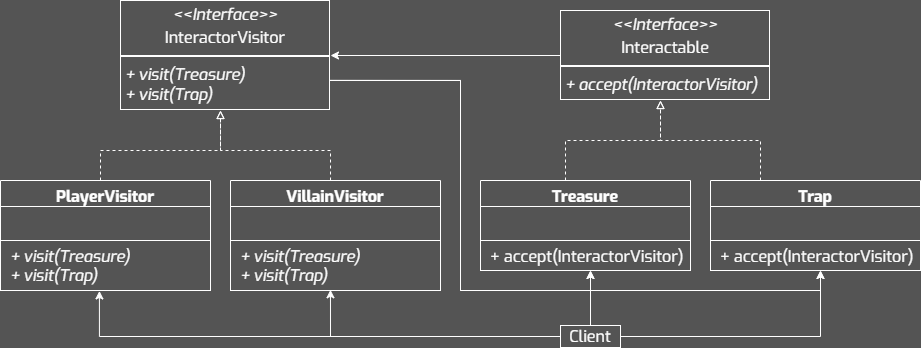 <<Interface>>
InteractorVisitor
+ visit(Treasure)
+ visit(Trap)
<<Interface>>
Interactable
+ accept(InteractorVisitor)
PlayerVisitor
+ visit(Treasure)
+ visit(Trap)
VillainVisitor
+ visit(Treasure)
+ visit(Trap)
Treasure
+ accept(InteractorVisitor)
Trap
+ accept(InteractorVisitor)
Client